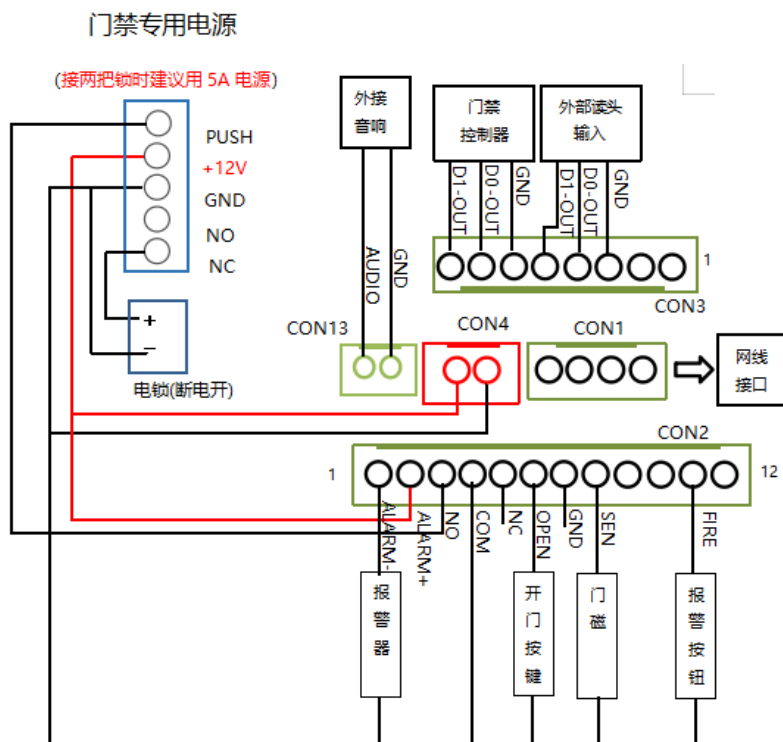 门禁专用电源
(接两把锁时建议用 5A 电源)
PUSH
+12V
GND
NO
NC
+
−
电锁(断电开)
外接
音响
AUDIO
GND
CON13
门禁
控制器
D1-OUT
D0-OUT
GND
外部读头
输入
D1-OUT
D0-OUT
GND
1
CON3
CON4
CON1
网线
接口
CON2
1
12
ALARM-
ALARM+
NO
COM
NC
OPEN
GND
SEN
FIRE
报警器
开门按键
门磁
报警按钮